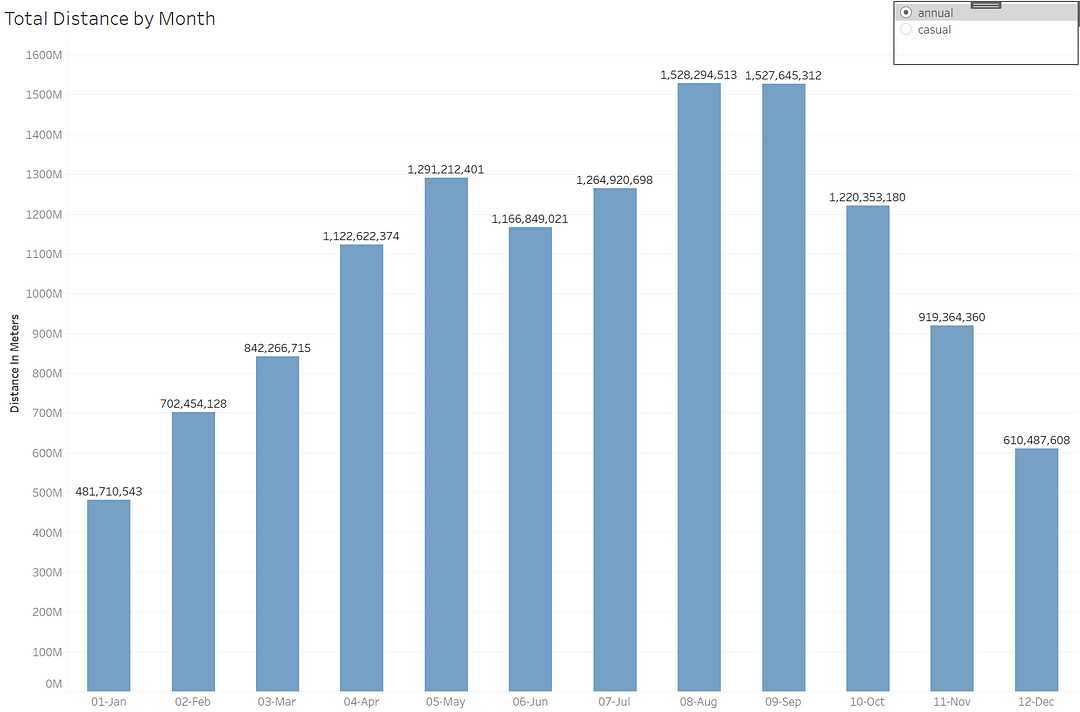 Total Distance by Month
annual
casual
Distance In Meters
1600M
1500M
1400M
1300M
1200M
1100M
1000M
900M
800M
700M
600M
500M
400M
300M
200M
100M
0M
481,710,543
702,454,128
842,266,715
1,122,622,374
1,291,212,401
1,166,849,021
1,264,920,698
1,528,294,513
1,527,645,312
1,220,353,180
919,364,360
610,487,608
01-Jan
02-Feb
03-Mar
04-Apr
05-May
06-Jun
07-Jul
08-Aug
09-Sep
10-Oct
11-Nov
12-Dec